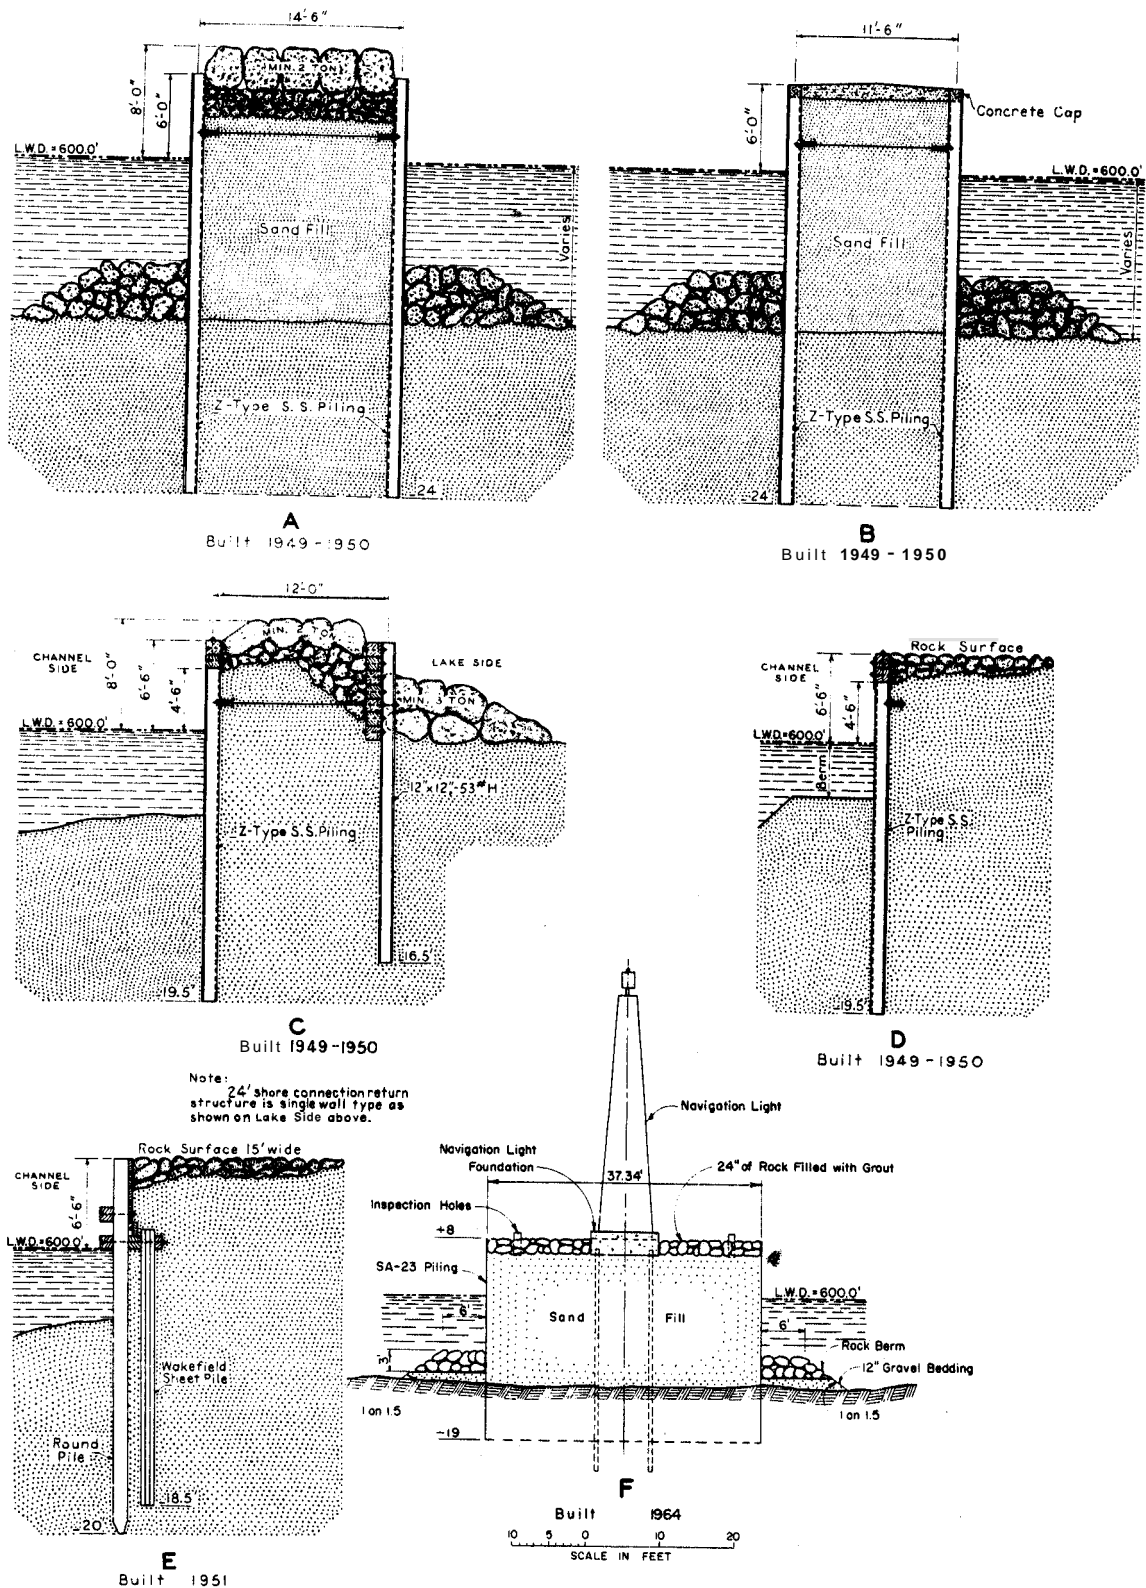 14'-6"
MIN. 2 TON
8'-0"
6'-0"
L.W.D. = 600.0'
Sand Fill
Varies
Z-Type S.S. Piling
-24
A
Built 1949-1950
11'-6"
6'-0"
Concrete Cap
L.W.D. = 600.0'
Sand Fill
Varies
Z-Type S.S. Piling
-24
B
Built 1949-1950
12'-0"
MIN. 2 TON
CHANNEL
SIDE
LAKE SIDE
8'-0"
6'-6"
4'-6"
MIN. 3 TON
L.W.D. = 600.0'
12"x12", 53# H
Z-Type S.S. Piling
-16.5'
-19.5'
C
Built 1949-1950
Rock Surface
CHANNEL
SIDE
6'-6"
4'-6"
L.W.D. = 600.0'
Berm
Z-Type S.S.
Piling
-19.5'
D
Built 1949-1950
Note:
24' shore connection return
structure is single wall type as
shown on Lake Side above.
Rock Surface 15' wide
CHANNEL
SIDE
6'-6"
L.W.D. = 600.0'
Wakefield
Sheet Pile
Round
Pile
-18.5'
-20'
E
Built 1951
Navigation Light
Navigation Light
Foundation
37.34'
24" of Rock Filled with Grout
Inspection Holes
+8
SA-23 Piling
L.W.D. = 600.0'
6'
Sand Fill
6'
3'
Rock Berm
12" Gravel Bedding
1 on 1.5
1 on 1.5
-19
F
Built 1964
10 5 0 10 20
SCALE IN FEET